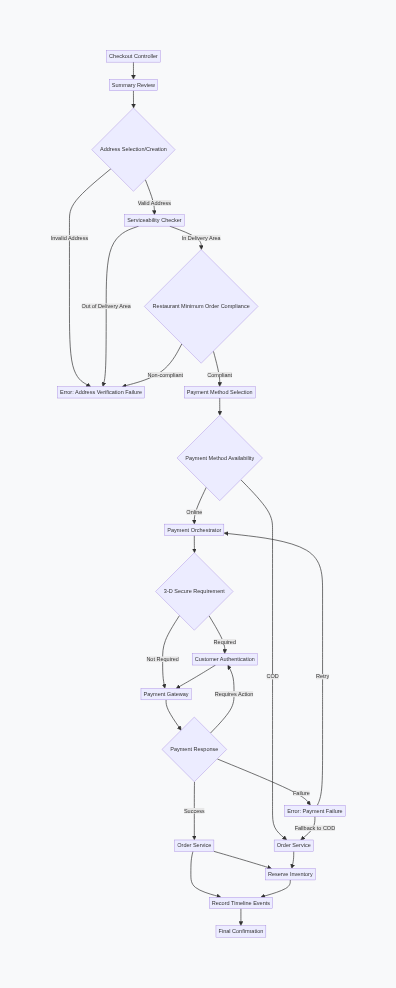 Checkout Controller
Summary Review
Address Selection/Creation
Valid Address
Serviceability Checker
Invalid Address
In Delivery Area
Out of Delivery Area
Restaurant Minimum Order Compliance
Non-compliant
Compliant
Error: Address Verification Failure
Payment Method Selection
Payment Method Availability
Online
Payment Orchestrator
3-D Secure Requirement
Required
Not Required
Customer Authentication
COD
Retry
Payment Gateway
Requires Action
Payment Response
Failure
Success
Error: Payment Failure
Fallback to COD
Order Service
Order Service
Reserve Inventory
Record Timeline Events
Final Confirmation